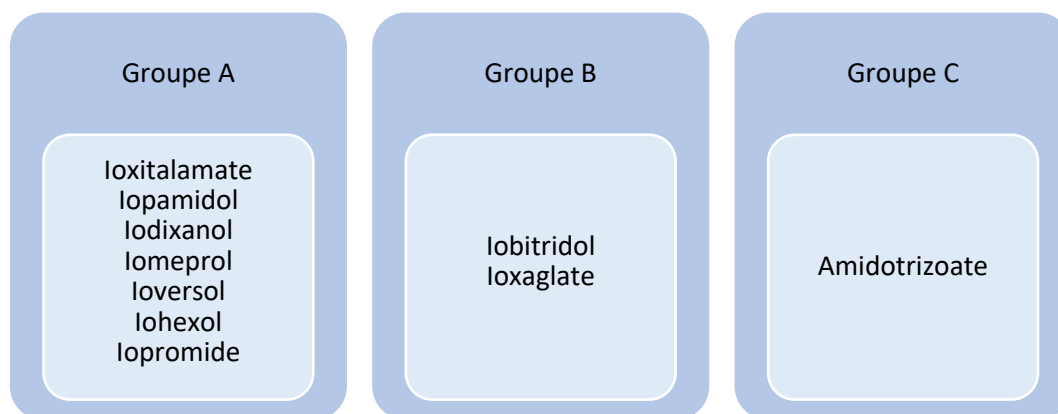 Groupe A
Ioxitalamate
Iopamidol
Iodixanol
Iomeprol
Ioversol
Iohexol
Iopromide
Groupe B
Iobitridol
Ioxaglate
Groupe C
Amidotrizoate